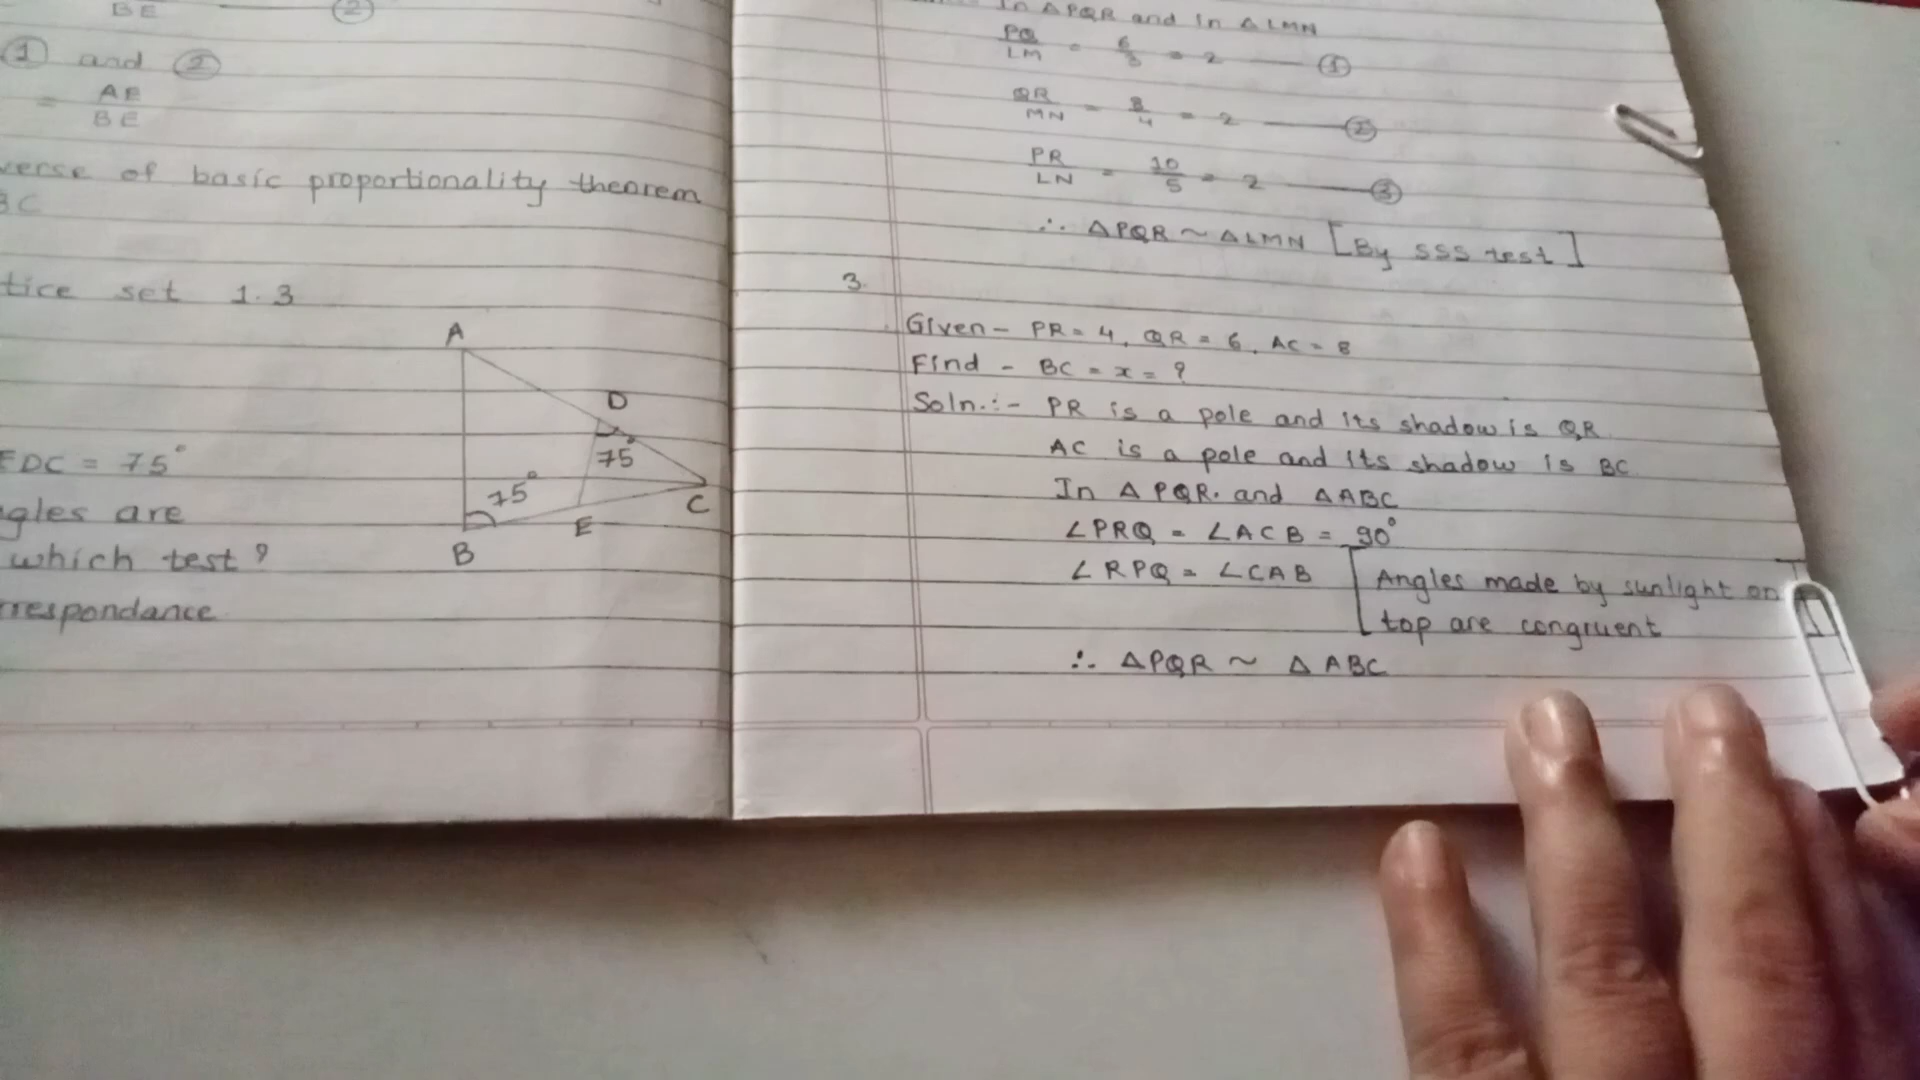 BE
②
① and ②
= AE
BE
verse of basic proportionality theorem
BC
tice set 1.3
A
D
75°
75°
C
E
B
EDC = 75°
gles are
which test?
rrespondance
In △PQR and In △LMN
PQ/LM = 6/3 = 2 — ①
QR/MN = 8/4 = 2 — ②
PR/LN = 10/5 = 2 — ③
∴ △PQR ~ △LMN [By SSS test]
3.
Given - PR = 4, QR = 6, AC = 8
Find - BC = x = ?
Soln.:- PR is a pole and its shadow is QR
AC is a pole and its shadow is BC
In △PQR. and △ABC
∠PRQ = ∠ACB = 90°
∠RPQ = ∠CAB [Angles made by sunlight on
top are congruent
∴ △PQR ~ △ABC